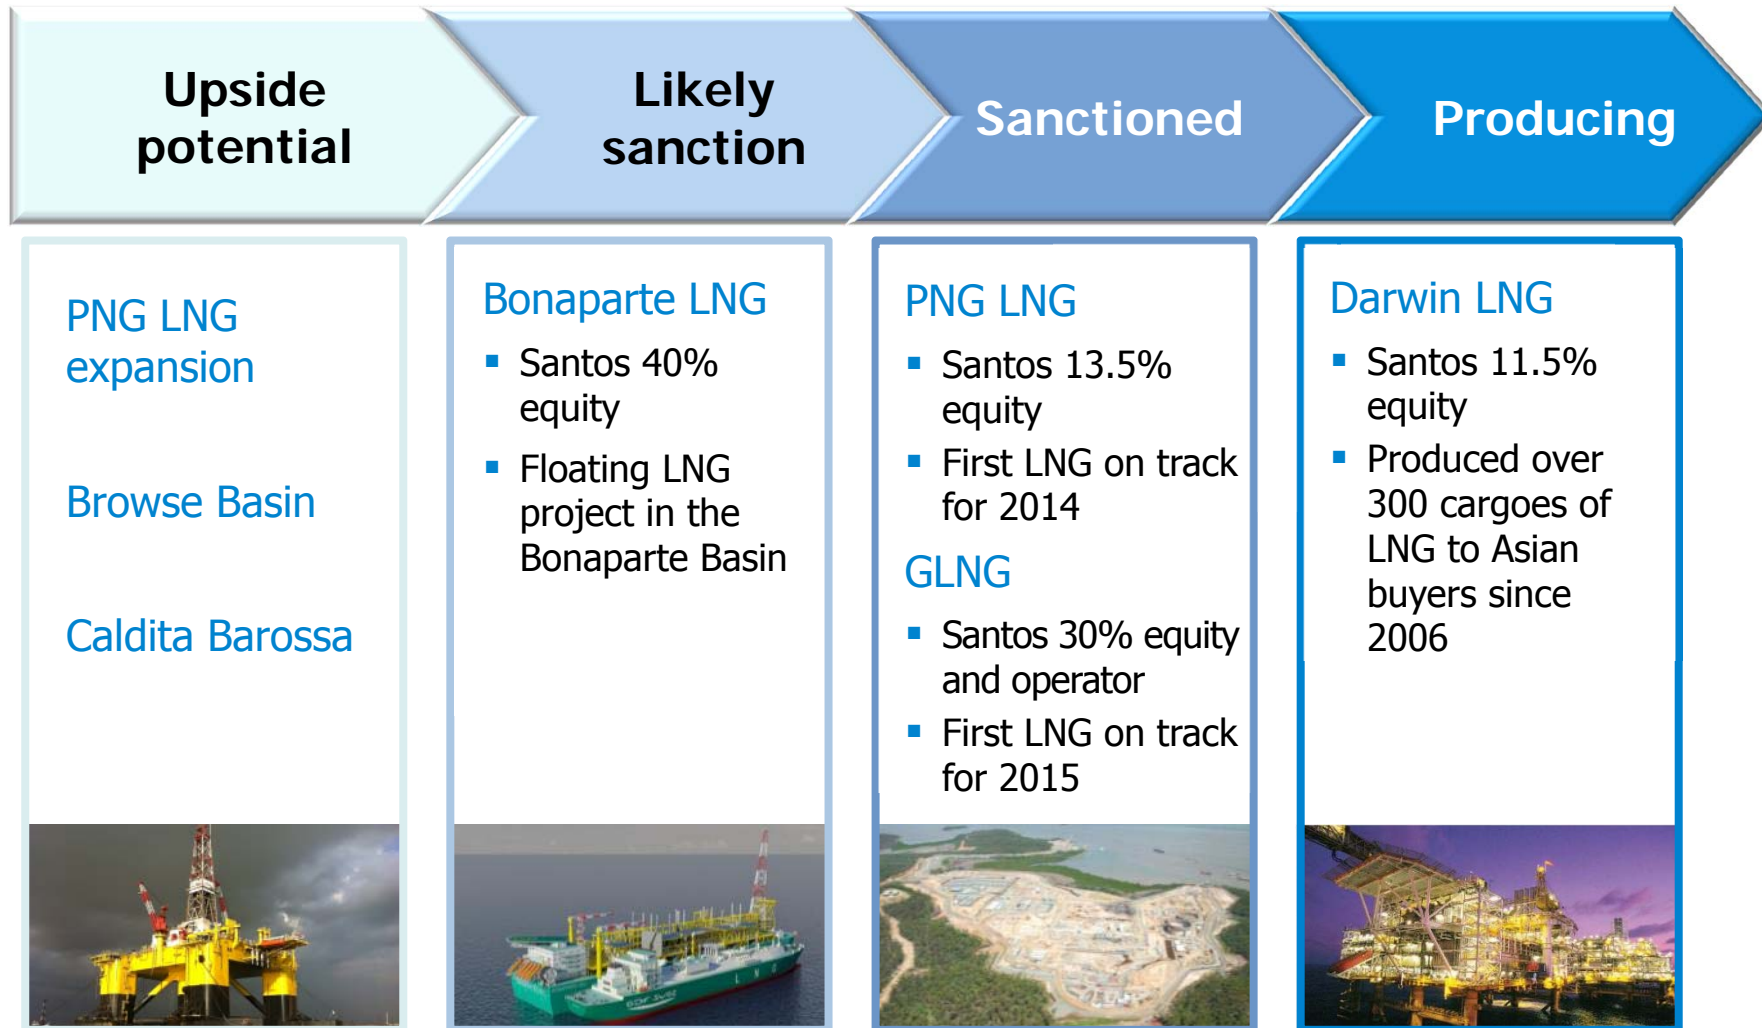 Upside
potential
Likely
sanction
Sanctioned
Producing
PNG LNG
expansion
Browse Basin
Caldita Barossa
Bonaparte LNG
▪ Santos 40%
equity
▪ Floating LNG
project in the
Bonaparte Basin
PNG LNG
▪ Santos 13.5%
equity
▪ First LNG on track
for 2014
GLNG
▪ Santos 30% equity
and operator
▪ First LNG on track
for 2015
Darwin LNG
▪ Santos 11.5%
equity
▪ Produced over
300 cargoes of
LNG to Asian
buyers since
2006
L N G
GDF SUEZ